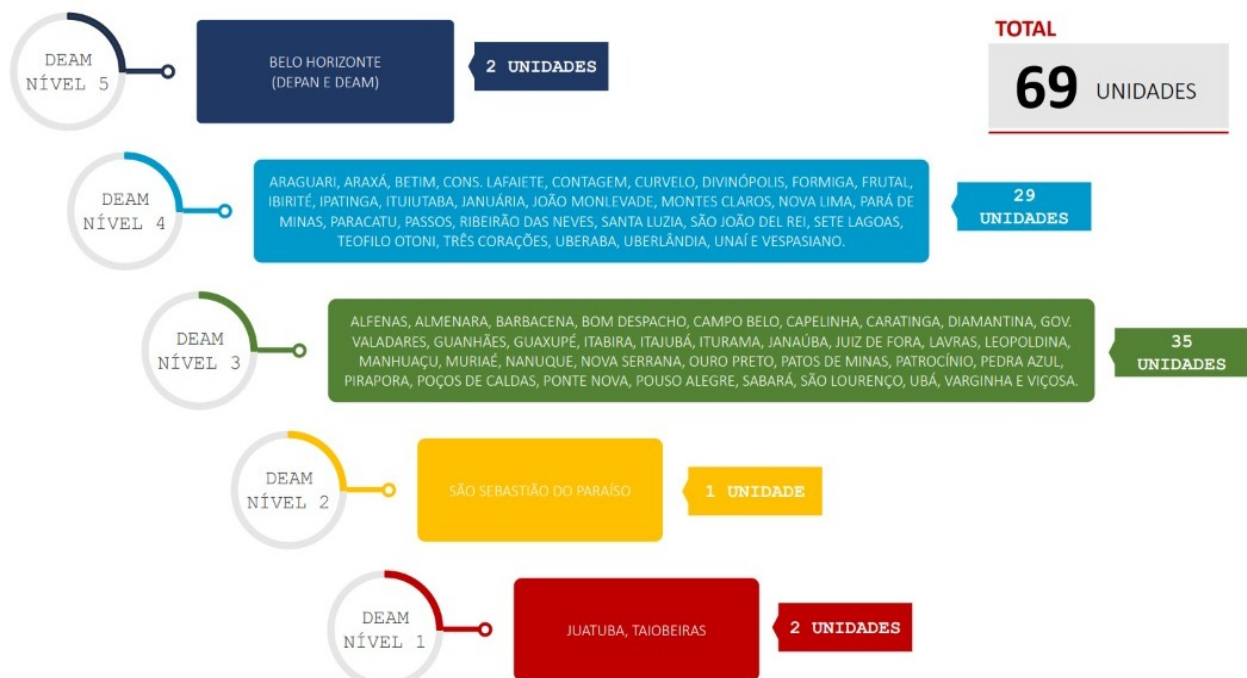 TOTAL
69 UNIDADES
DEAM
NÍVEL 5
BELO HORIZONTE
(DEPAN E DEAM)
2 UNIDADES
DEAM
NÍVEL 4
ARAGUARI, ARAXÁ, BETIM, CONS. LAFAIETE, CONTAGEM, CURVELO, DIVINÓPOLIS, FORMIGA, FRUTAL,
IBIRITÉ, IPATINGA, ITUIUTABA, JANUÁRIA, JOÃO MONLEVADE, MONTES CLAROS, NOVA LIMA, PARÁ DE
MINAS, PARACATU, PASSOS, RIBEIRÃO DAS NEVES, SANTA LUZIA, SÃO JOÃO DEL REI, SETE LAGOAS,
TEOFILO OTONI, TRÊS CORAÇÕES, UBERABA, UBERLÂNDIA, UNAÍ E VESPASIANO.
29
UNIDADES
DEAM
NÍVEL 3
ALFENAS, ALMENARA, BARBACENA, BOM DESPACHO, CAMPO BELO, CAPELINHA, CARATINGA, DIAMANTINA, GOV.
VALADARES, GUANHÃES, GUAXUPÉ, ITABIRA, ITAJUBÁ, ITURAMA, JANAÚBA, JUIZ DE FORA, LAVRAS, LEOPOLDINA,
MANHUAÇU, MURIAÉ, NANUQUE, NOVA SERRANA, OURO PRETO, PATOS DE MINAS, PATROCÍNIO, PEDRA AZUL,
PIRAPORA, POÇOS DE CALDAS, PONTE NOVA, POUSO ALEGRE, SABARÁ, SÃO LOURENÇO, UBÁ, VARGINHA E VIÇOSA.
35
UNIDADES
DEAM
NÍVEL 2
SÃO SEBASTIÃO DO PARAÍSO
1 UNIDADE
DEAM
NÍVEL 1
JUATUBA, TAIOBEIRAS
2 UNIDADES